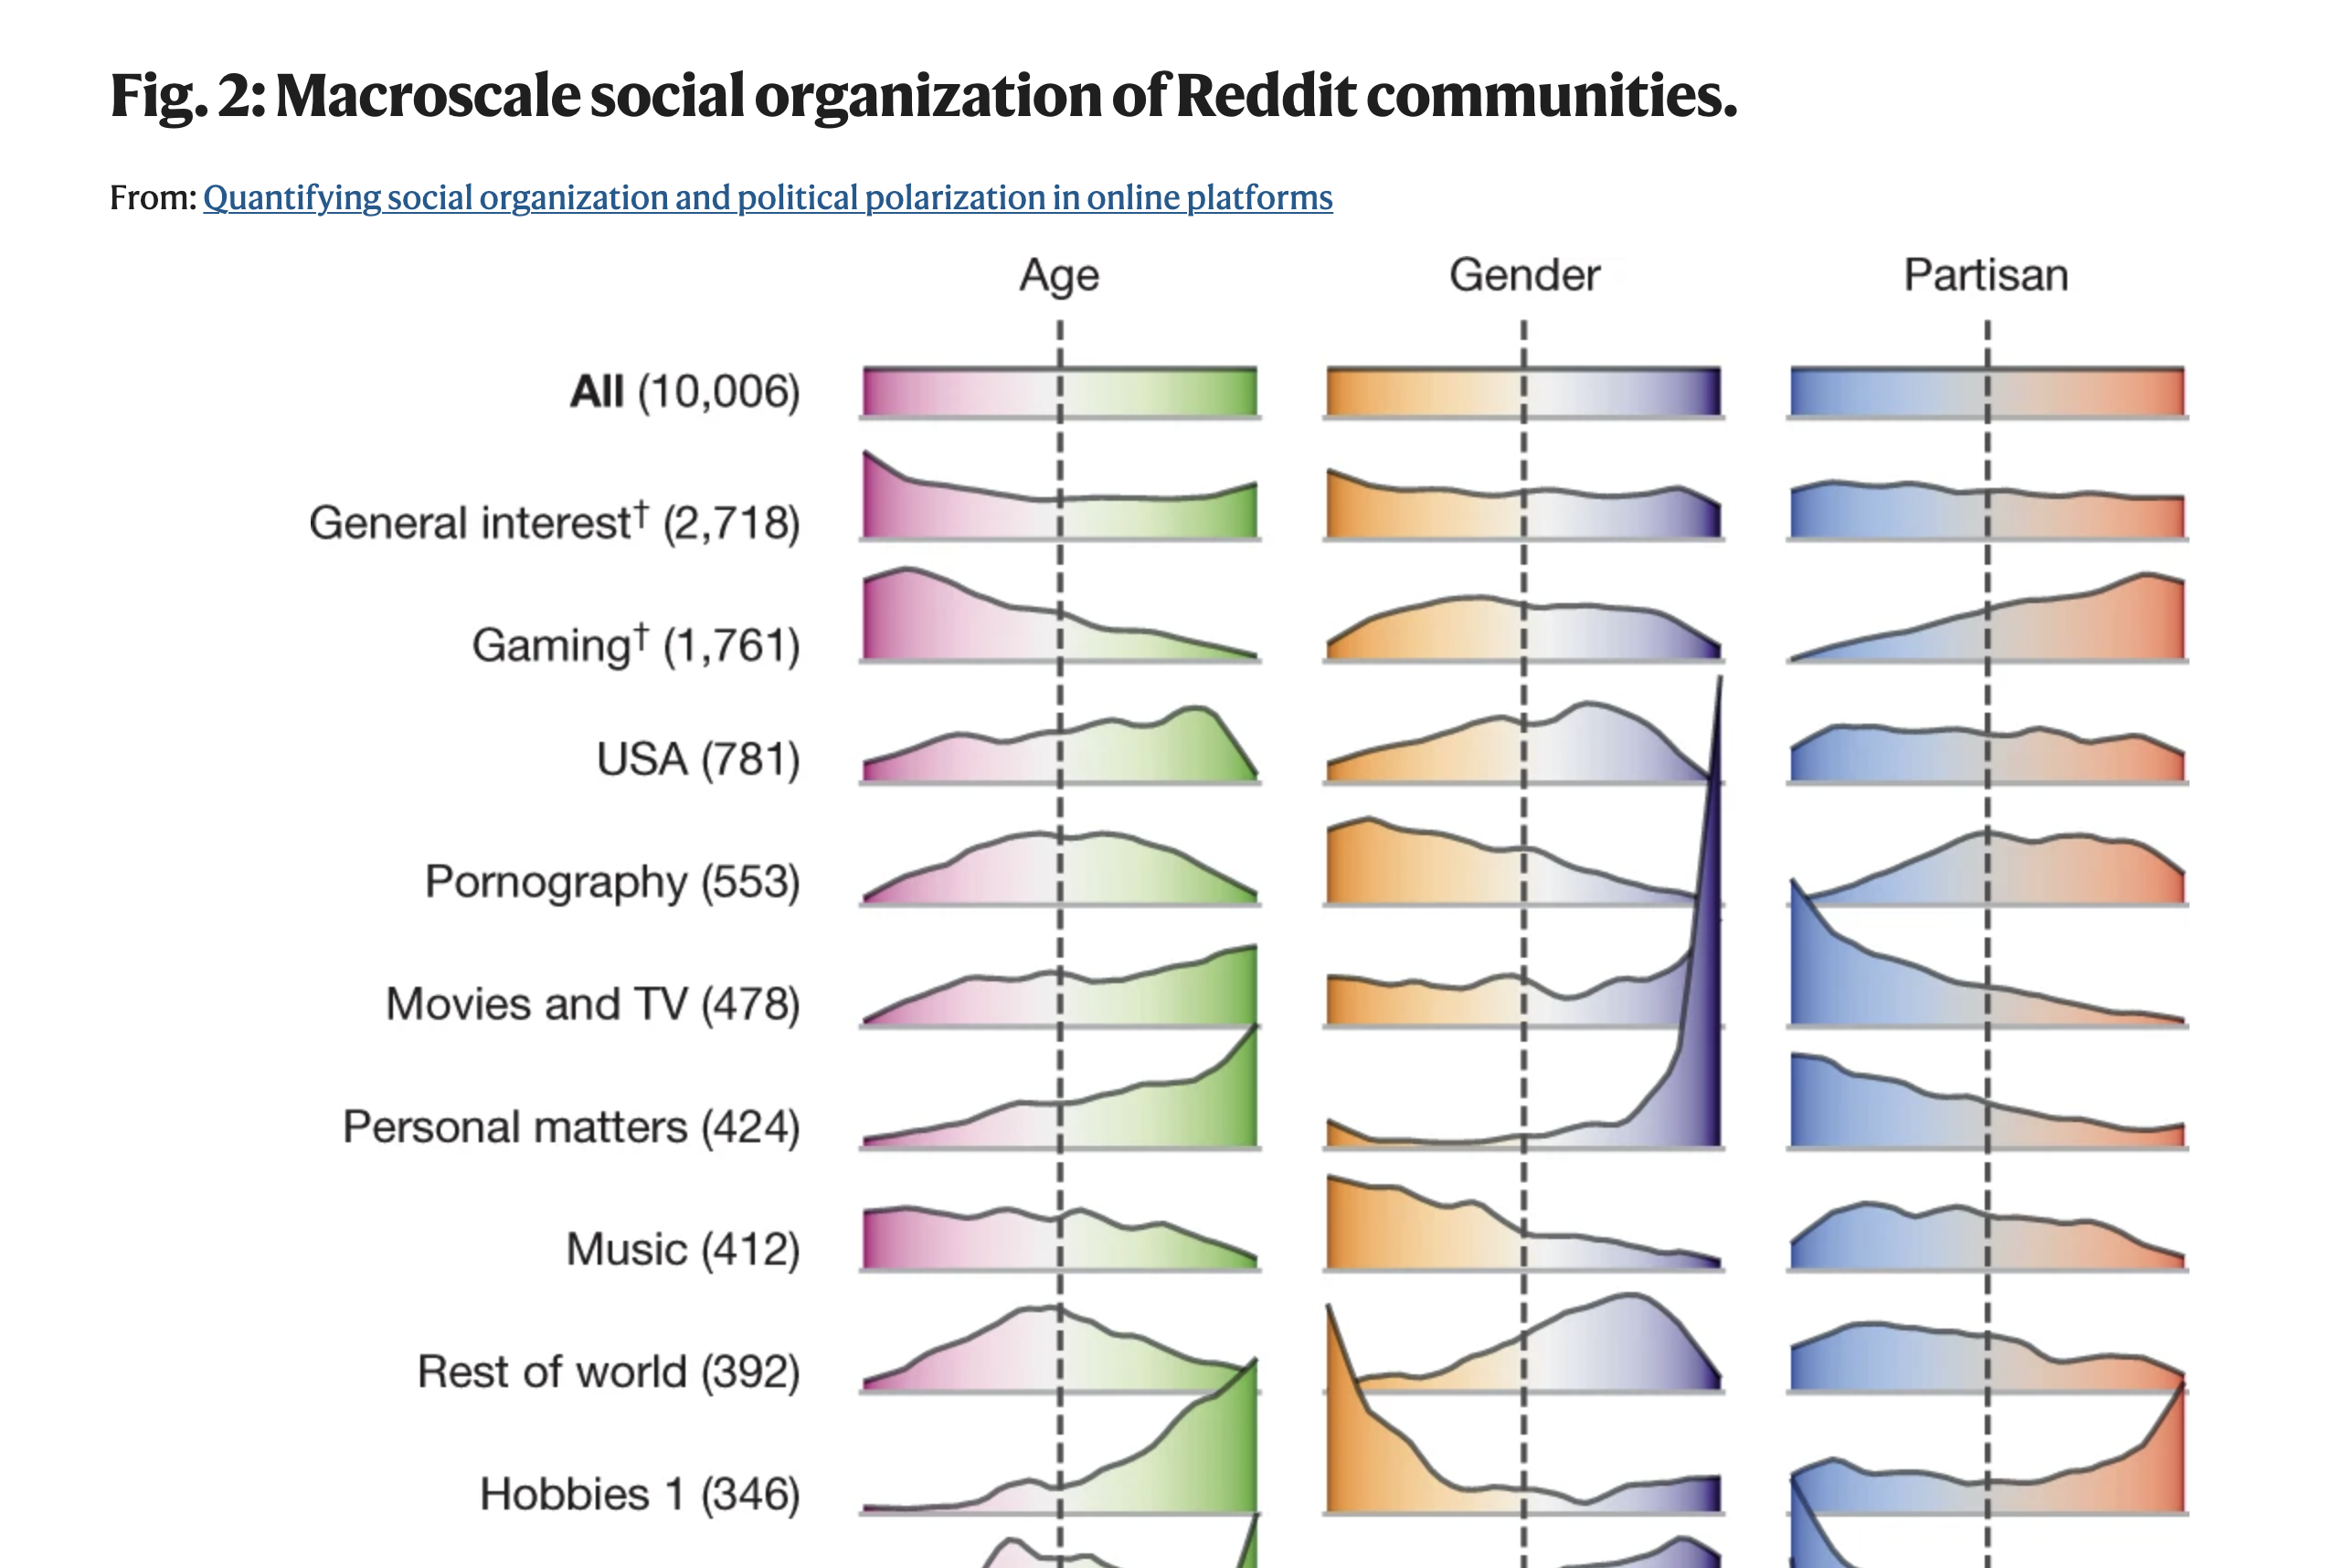 Fig. 2: Macroscale social organization of Reddit communities.
From: Quantifying social organization and political polarization in online platforms
Age Gender Partisan
All (10,006)
General interest† (2,718)
Gaming† (1,761)
USA (781)
Pornography (553)
Movies and TV (478)
Personal matters (424)
Music (412)
Rest of world (392)
Hobbies 1 (346)